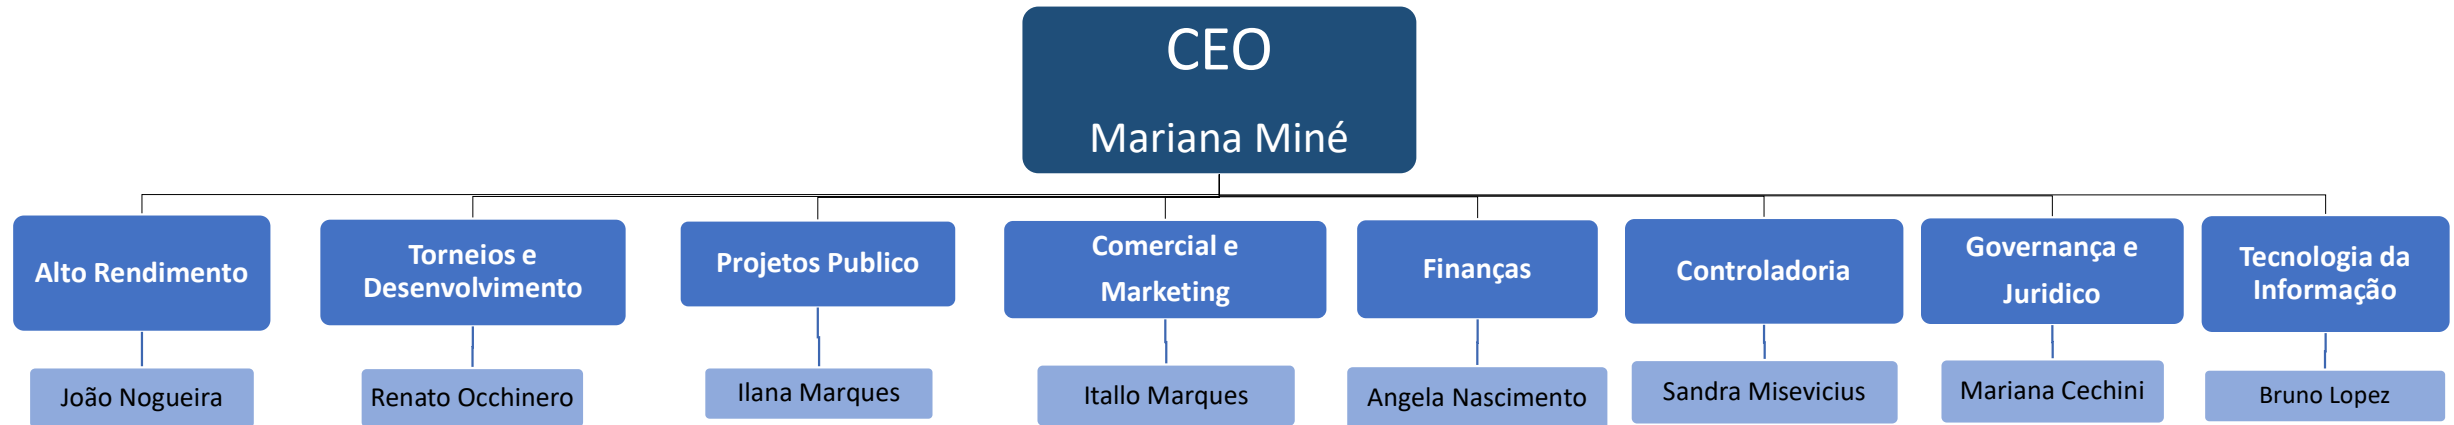 CEO
Mariana Miné
Alto Rendimento
Torneios e
Desenvolvimento
Projetos Publico
Comercial e
Marketing
Finanças
Controladoria
Governança e
Juridico
Tecnologia da
Informação
João Nogueira
Renato Occhinero
Ilana Marques
Itallo Marques
Angela Nascimento
Sandra Misevicius
Mariana Cechini
Bruno Lopez